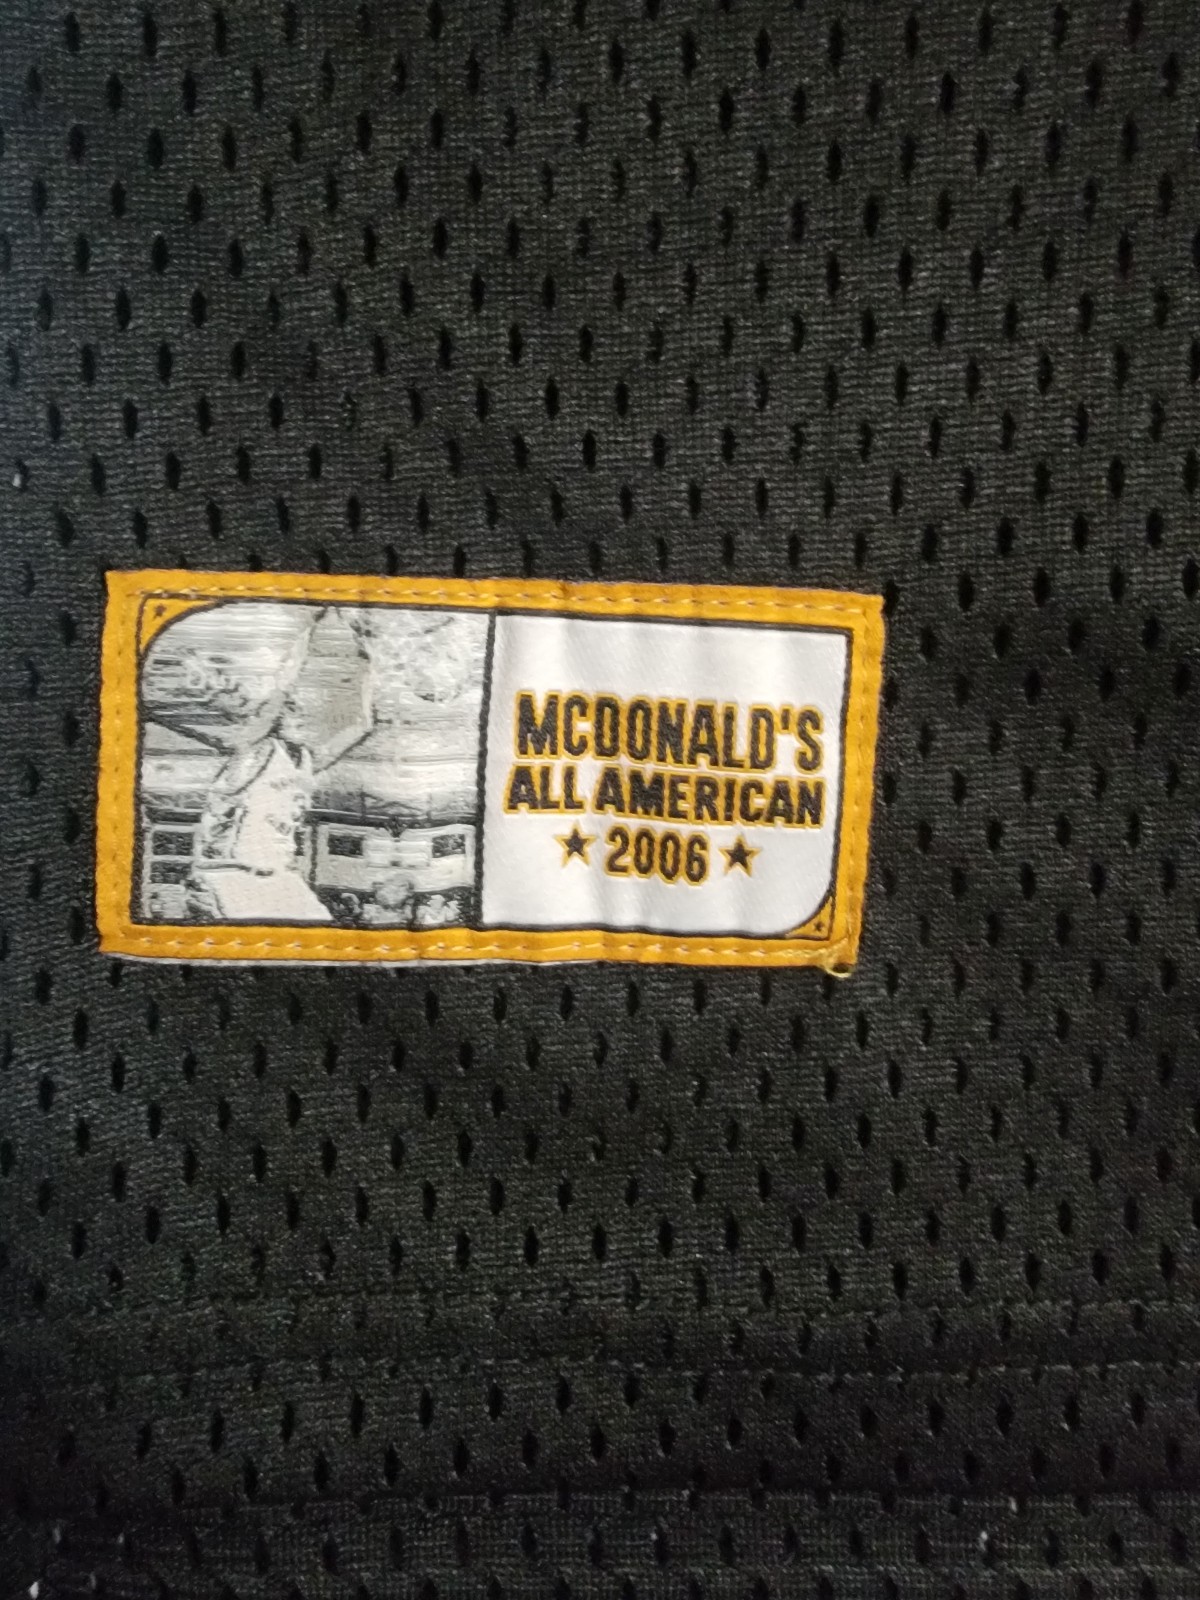 MCDONALD'S
ALL AMERICAN
★ 2006 ★